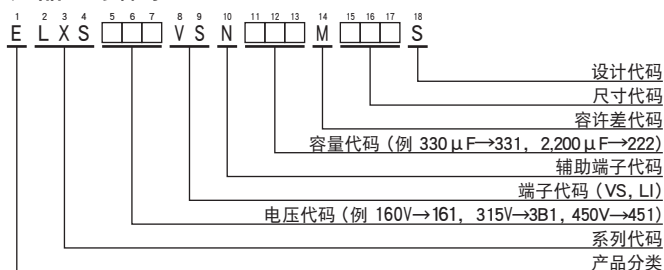 1 2 3 4 5 6 7 8 9 10 11 12 13 14 15 16 17 18
E L X S □□□ V S N □□□ M □□□ S
设计代码
尺寸代码
容许差代码
容量代码(例 330μF→331, 2,200μF→222)
辅助端子代码
端子代码(VS, LI)
电压代码(例 160V→161, 315V→3B1, 450V→451)
系列代码
产品分类